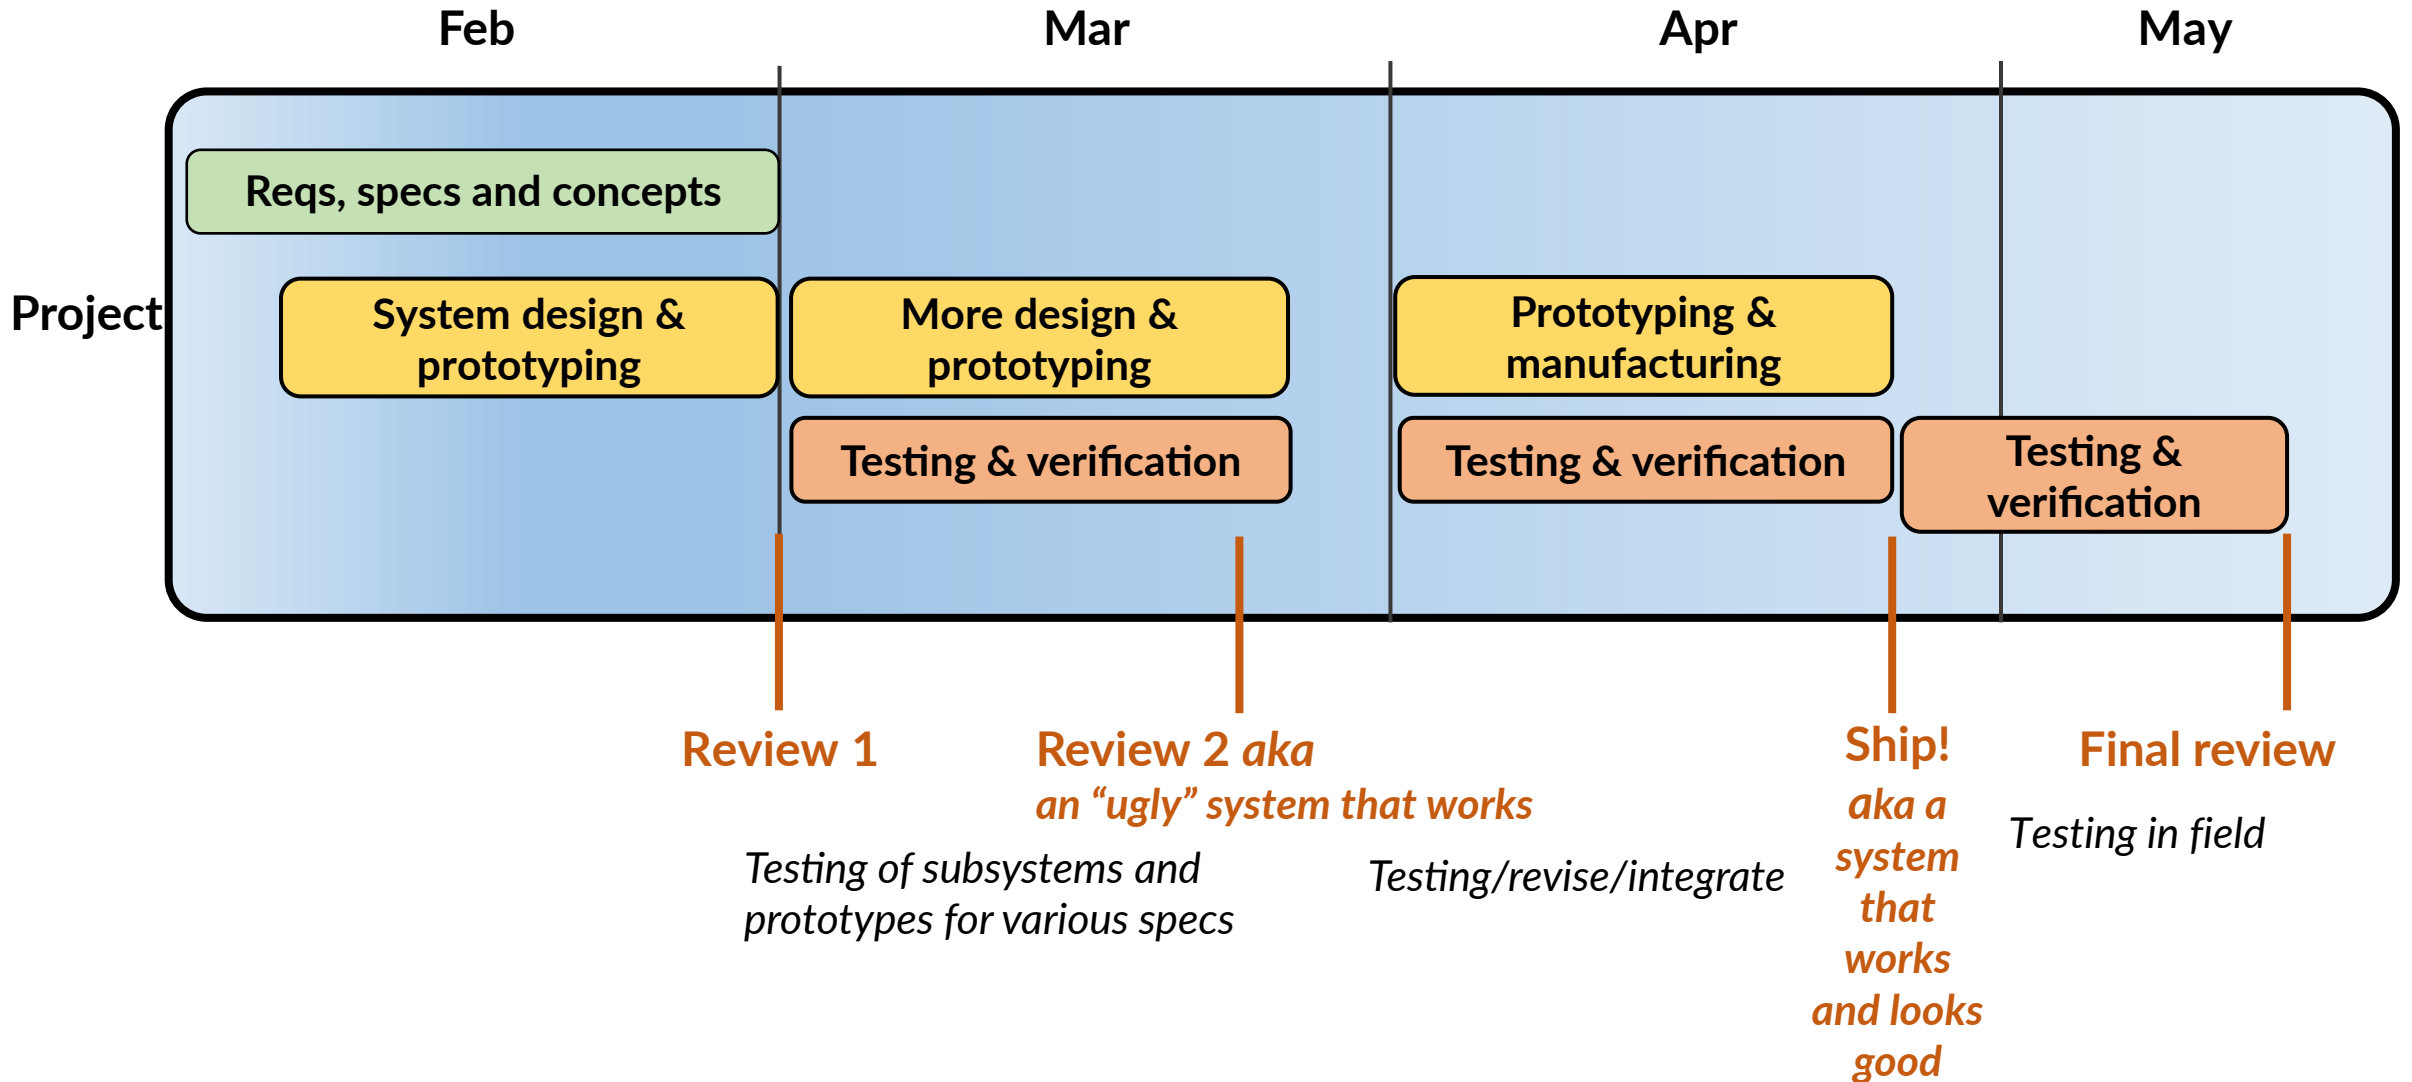 Feb
Mar
Apr
May
Project
Reqs, specs and concepts
System design &
prototyping
More design &
prototyping
Prototyping &
manufacturing
Testing & verification
Testing & verification
Testing &
verification
Review 1
Review 2 aka
an “ugly” system that works
Testing of subsystems and
prototypes for various specs
Testing/revise/integrate
Ship!
aka a
system
that
works
and looks
good
Final review
Testing in field